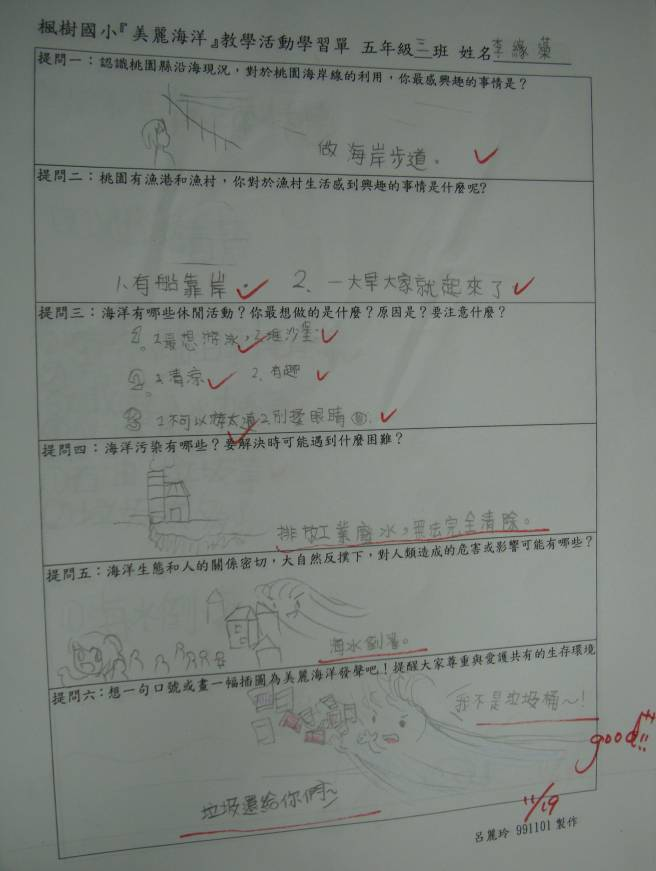 楓樹國小『美麗海洋』教學活動學習單 五年級三班 姓名李緣蘋
提問一：認識桃園縣沿海現況，對於桃園海岸線的利用，你最感興趣的事情是？
做海岸步道。
提問二：桃園有漁港和漁村，你對於漁村生活感到興趣的事情是什麼呢?
1.有船靠岸. 2. 一大早大家就起來了
提問三：海洋有哪些休閒活動？你最想做的是什麼？原因是？要注意什麼？
①。1.最想游泳，2.堆沙堡.
②。1.清涼 2.有趣
③。1.不可以 2.別 眼睛
提問四：海洋污染有哪些？要解決時可能遇到什麼困難？
排放工業廢水，無法完全清除。
提問五：海洋生態和人的關係密切，大自然反撲下，對人類造成的危害或影響可能有哪些？
海水倒灌。
提問六：想一句口號或畫一幅插圖為美麗海洋發聲吧！提醒大家尊重與愛護共有的生存環境
我不是垃圾桶～!
good!!
垃圾還給你們～
11/19
呂麗玲 991101 製作